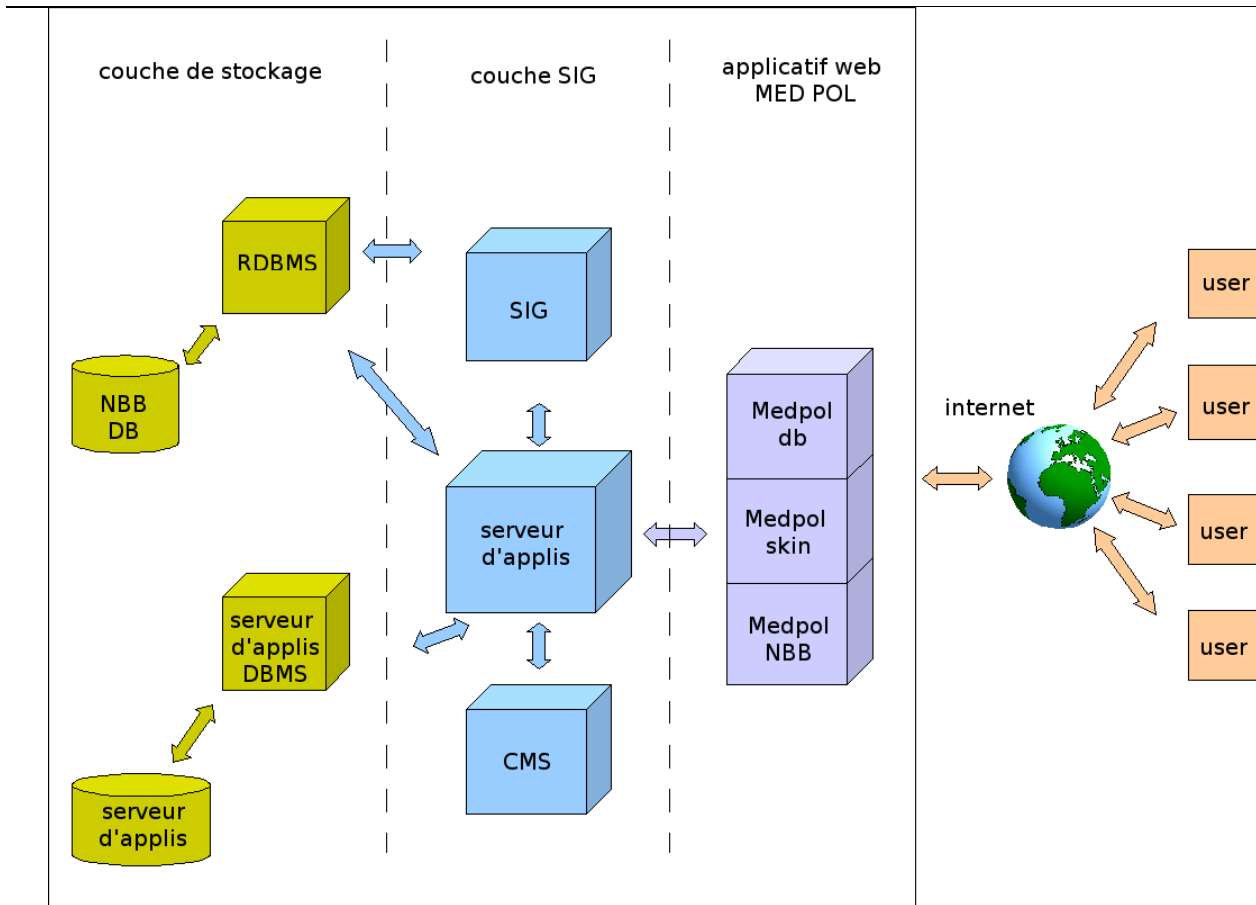 couche de stockage
couche SIG
applicatif web
MED POL
RDBMS
SIG
NBB
DB
serveur
d'applis
serveur
d'applis
DBMS
CMS
serveur
d'applis
Medpol
db
Medpol
skin
Medpol
NBB
internet
user
user
user
user